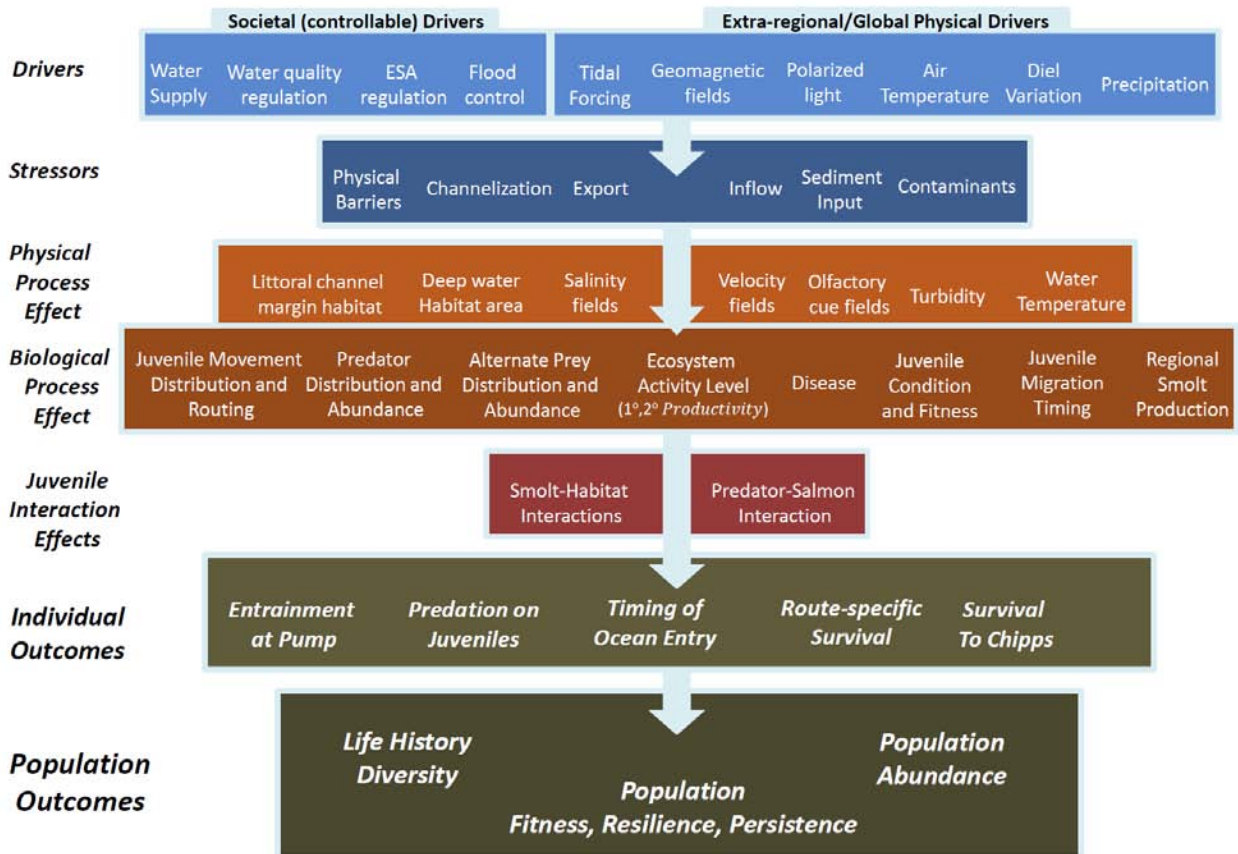 Societal (controllable) Drivers
Extra-regional/Global Physical Drivers
Drivers
Water
Supply
Water quality
regulation
ESA
regulation
Flood
control
Tidal
Forcing
Geomagnetic
fields
Polarized
light
Air
Temperature
Diel
Variation
Precipitation
Stressors
Physical
Barriers
Channelization
Export
Inflow
Sediment
Input
Contaminants
Physical
Process
Effect
Littoral channel
margin habitat
Deep water
Habitat area
Salinity
fields
Velocity
fields
Olfactory
cue fields
Turbidity
Water
Temperature
Biological
Process
Effect
Juvenile Movement
Distribution and
Routing
Predator
Distribution and
Abundance
Alternate Prey
Distribution and
Abundance
Ecosystem
Activity Level
(1°,2° Productivity)
Disease
Juvenile
Condition
and Fitness
Juvenile
Migration
Timing
Regional
Smolt
Production
Juvenile
Interaction
Effects
Smolt-Habitat
Interactions
Predator-Salmon
Interaction
Individual
Outcomes
Entrainment
at Pump
Predation on
Juveniles
Timing of
Ocean Entry
Route-specific
Survival
Survival
To Chipps
Population
Outcomes
Life History
Diversity
Population
Fitness, Resilience, Persistence
Population
Abundance